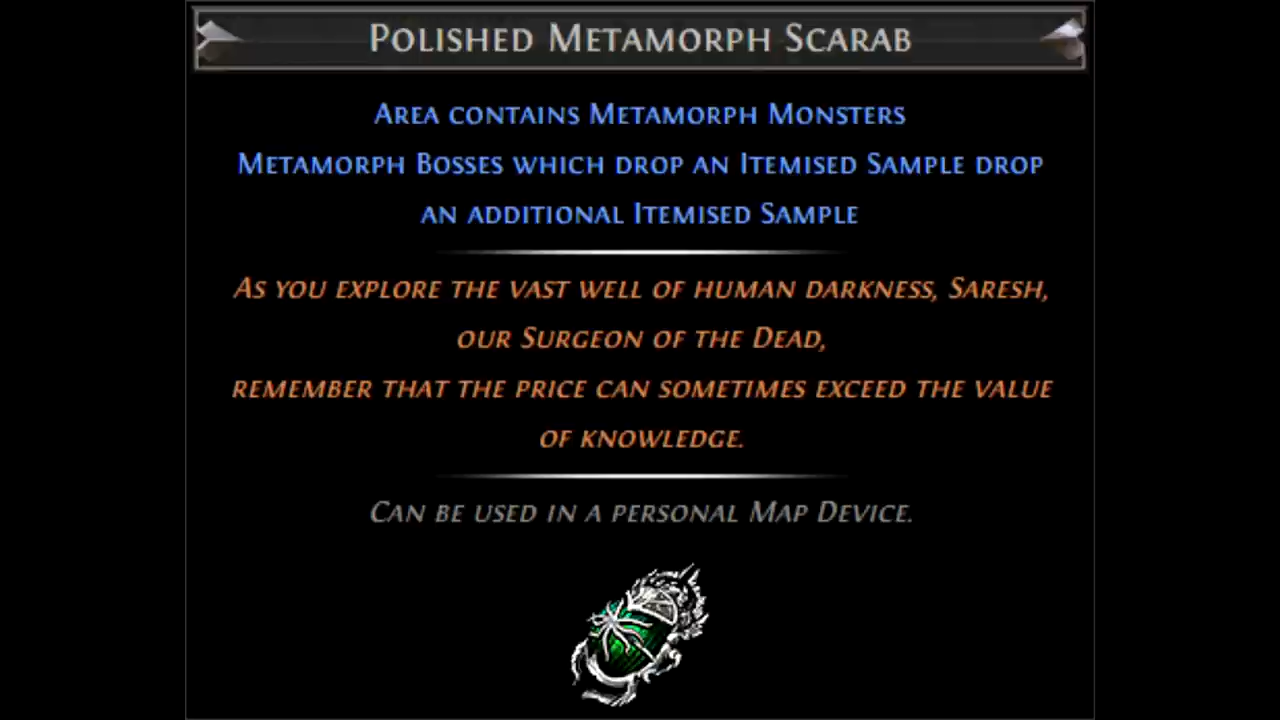 Polished Metamorph Scarab
Area contains Metamorph Monsters
Metamorph Bosses which drop an Itemised Sample drop
an additional Itemised Sample
As you explore the vast well of human darkness, Saresh,
our Surgeon of the Dead,
remember that the price can sometimes exceed the value
of knowledge.
Can be used in a personal Map Device.